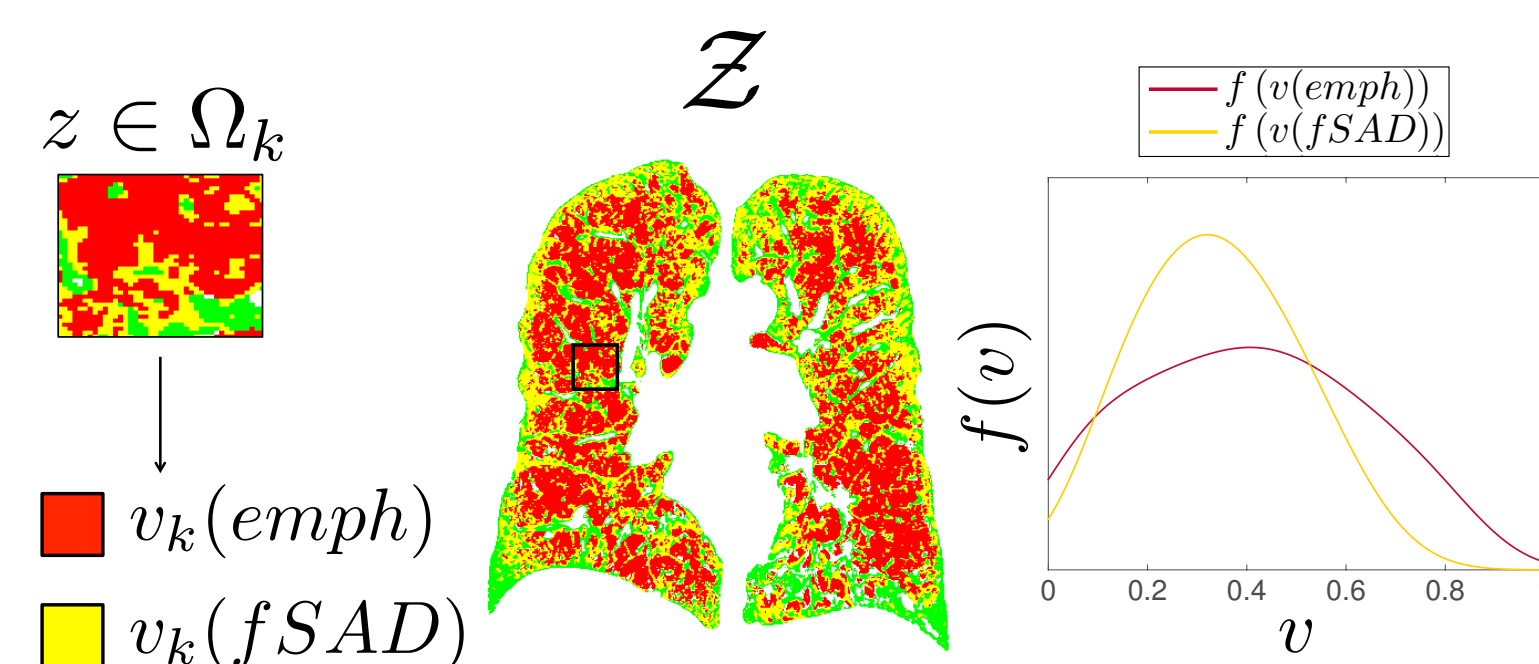 𝒵
z ∈ Ω_k
v_k(emph)
v_k(fSAD)
f (v(emph))
f (v(fSAD))
f(v)
0 0.2 0.4 0.6 0.8
v